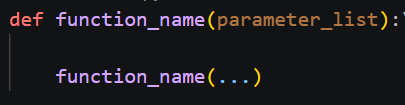 def function_name(parameter_list):
function_name(...)